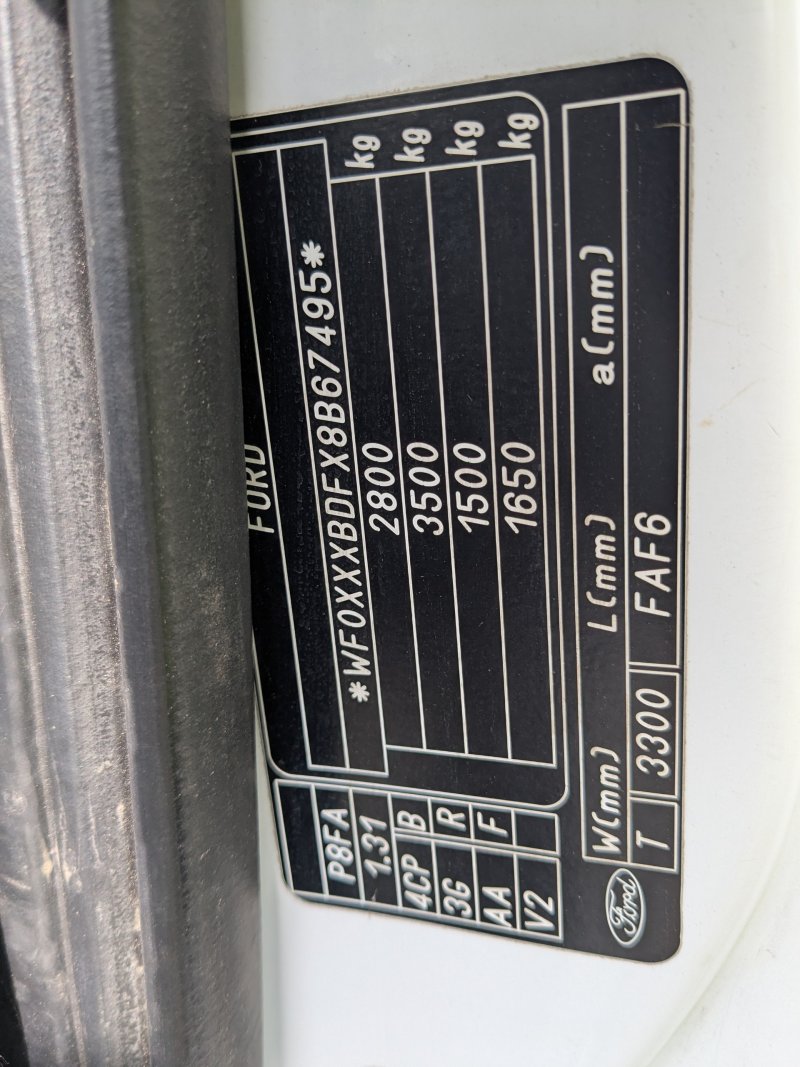 FORD
*WF0XXXBDFX8B67495*
2800 kg
3500 kg
1500 kg
1650 kg
P8FA
1.31
4CP B
3G R
AA F
V2
Ford
W(mm) L(mm) a(mm)
T 3300 FAF6